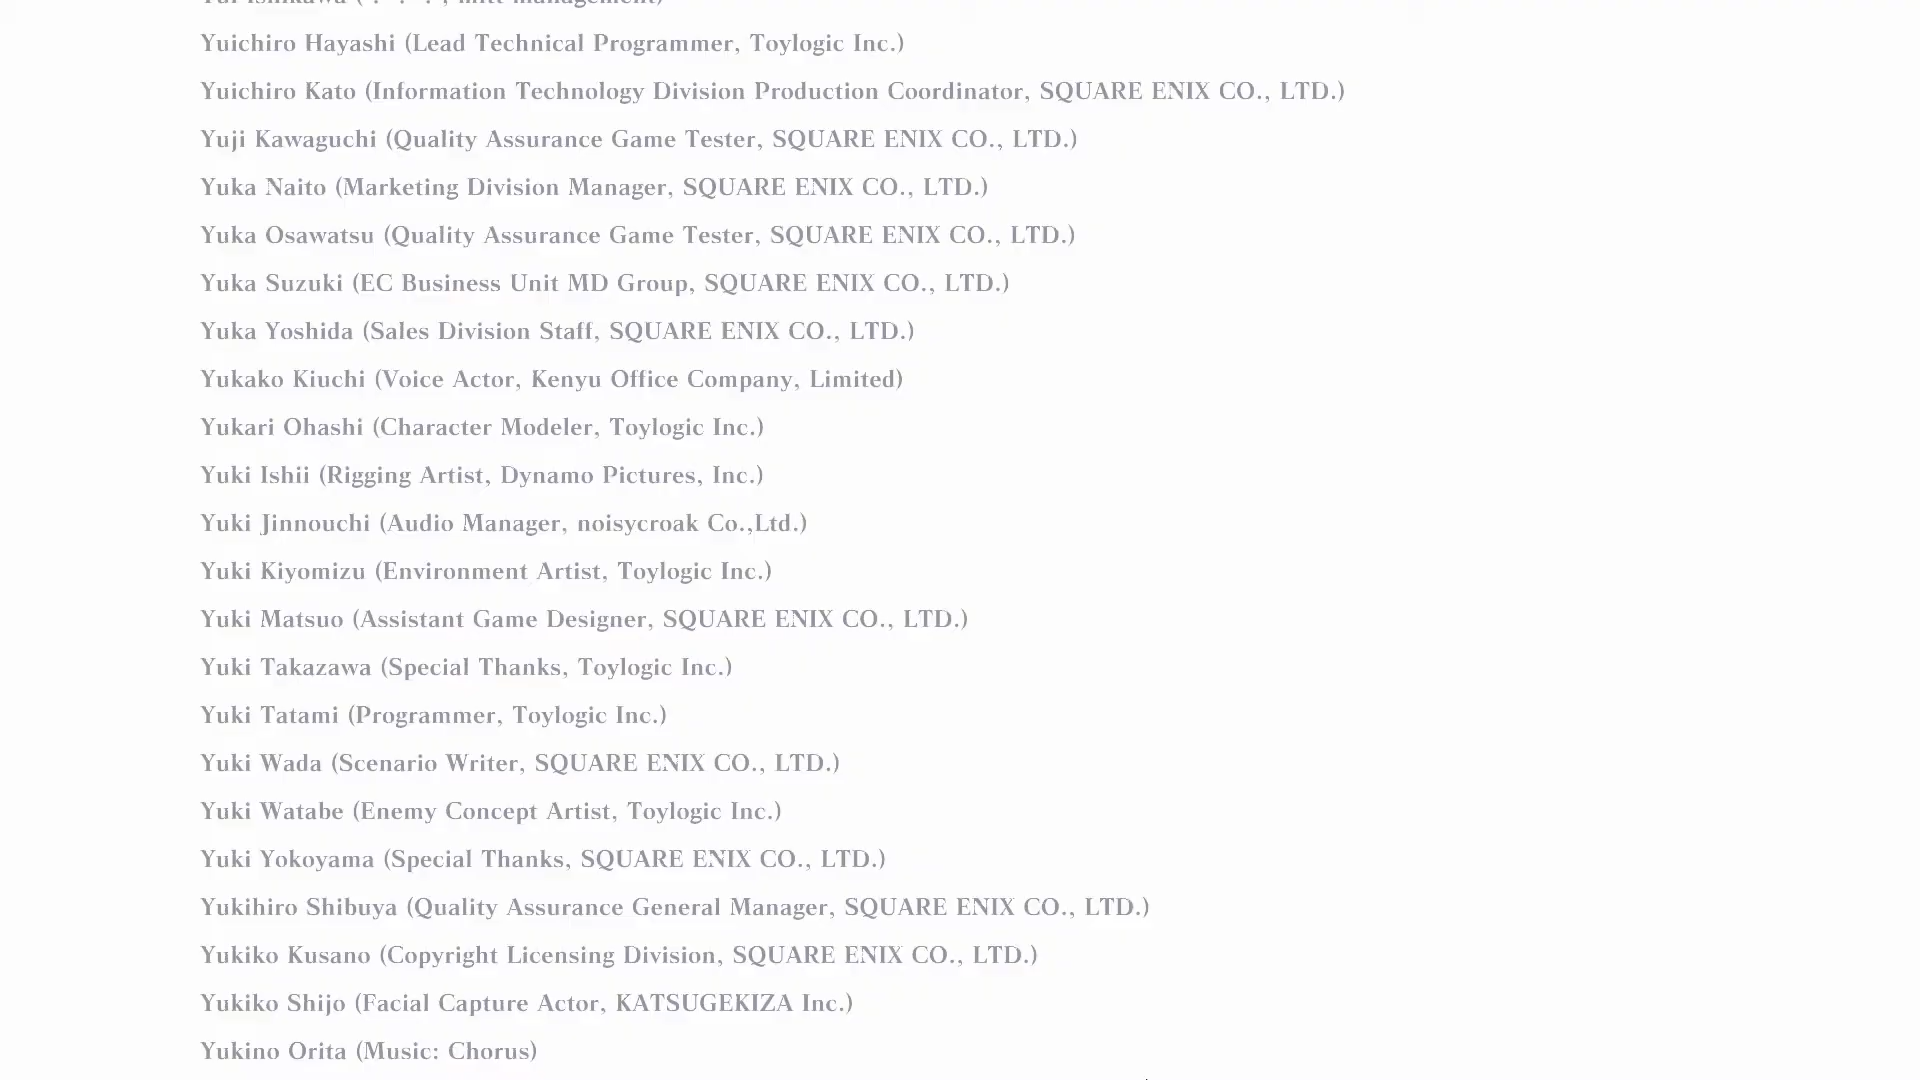 Yuichiro Hayashi (Lead Technical Programmer, Toylogic Inc.)
Yuichiro Kato (Information Technology Division Production Coordinator, SQUARE ENIX CO., LTD.)
Yuji Kawaguchi (Quality Assurance Game Tester, SQUARE ENIX CO., LTD.)
Yuka Naito (Marketing Division Manager, SQUARE ENIX CO., LTD.)
Yuka Osawatsu (Quality Assurance Game Tester, SQUARE ENIX CO., LTD.)
Yuka Suzuki (EC Business Unit MD Group, SQUARE ENIX CO., LTD.)
Yuka Yoshida (Sales Division Staff, SQUARE ENIX CO., LTD.)
Yukako Kiuchi (Voice Actor, Kenyu Office Company, Limited)
Yukari Ohashi (Character Modeler, Toylogic Inc.)
Yuki Ishii (Rigging Artist, Dynamo Pictures, Inc.)
Yuki Jinnouchi (Audio Manager, noisycroak Co.,Ltd.)
Yuki Kiyomizu (Environment Artist, Toylogic Inc.)
Yuki Matsuo (Assistant Game Designer, SQUARE ENIX CO., LTD.)
Yuki Takazawa (Special Thanks, Toylogic Inc.)
Yuki Tatami (Programmer, Toylogic Inc.)
Yuki Wada (Scenario Writer, SQUARE ENIX CO., LTD.)
Yuki Watabe (Enemy Concept Artist, Toylogic Inc.)
Yuki Yokoyama (Special Thanks, SQUARE ENIX CO., LTD.)
Yukihiro Shibuya (Quality Assurance General Manager, SQUARE ENIX CO., LTD.)
Yukiko Kusano (Copyright Licensing Division, SQUARE ENIX CO., LTD.)
Yukiko Shijo (Facial Capture Actor, KATSUGEKIZA Inc.)
Yukino Orita (Music: Chorus)